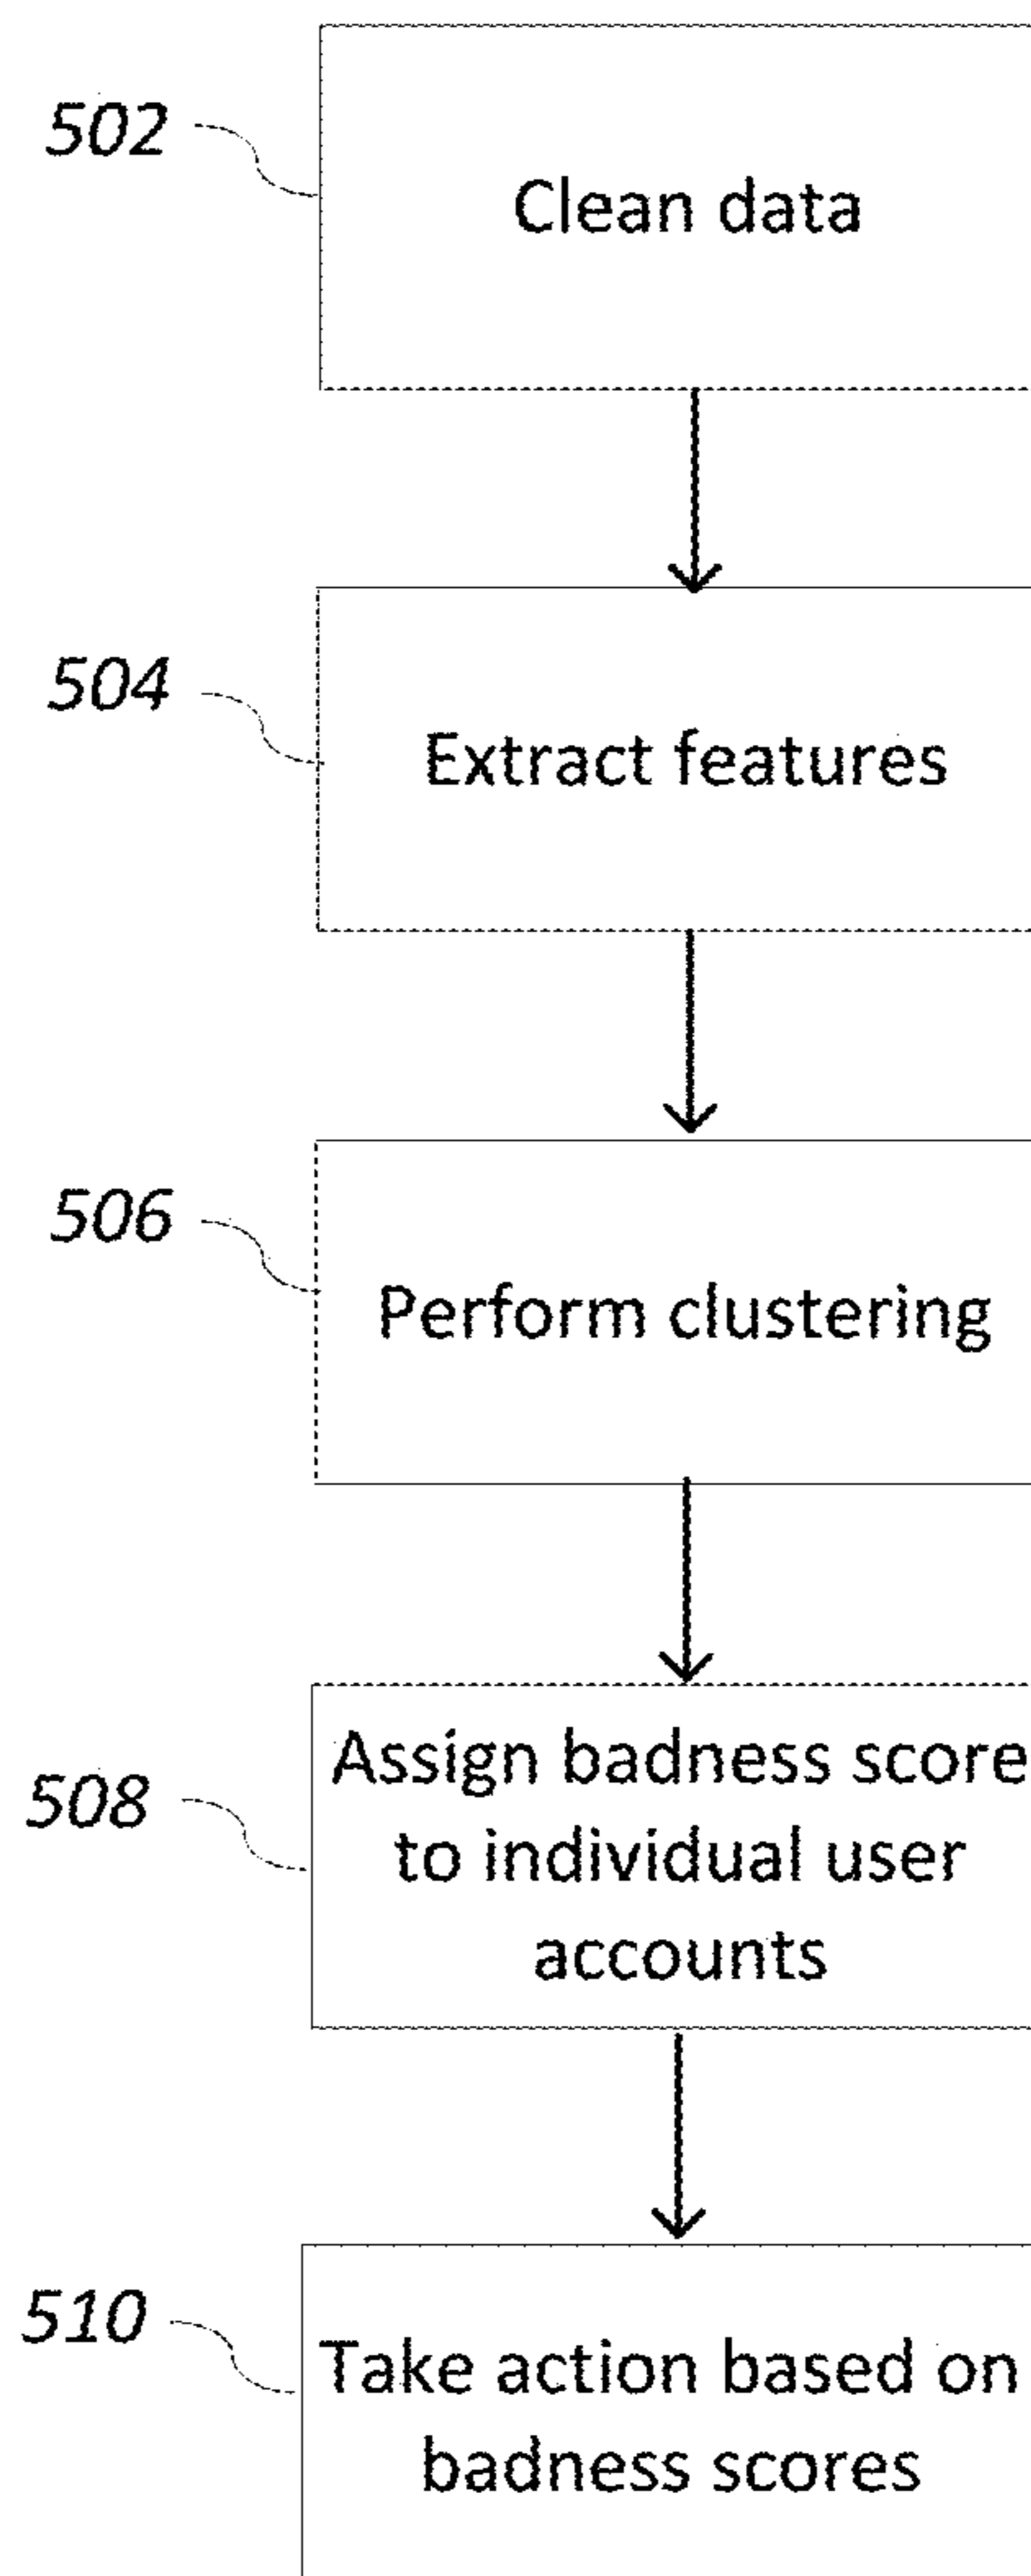 502
Clean data
504
Extract features
506
Perform clustering
508
Assign badness score
to individual user
accounts
510
Take action based on
badness scores